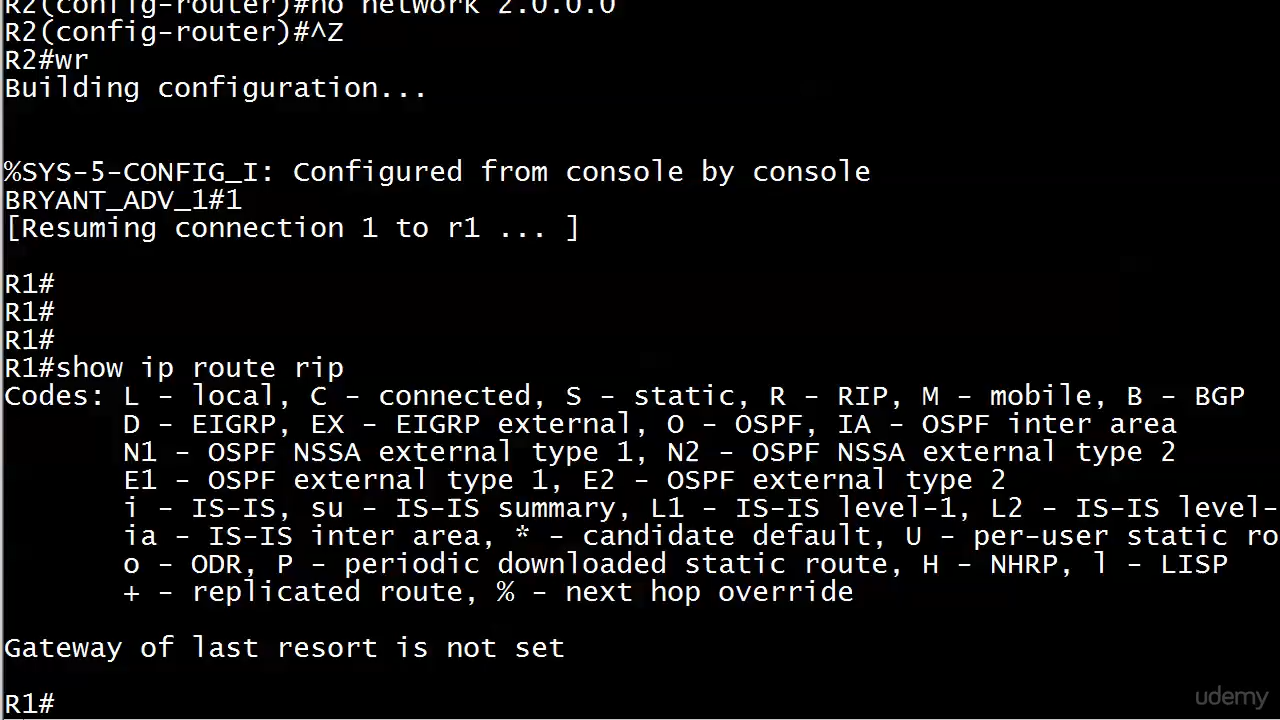 R2(config-router)#no network 2.0.0.0
R2(config-router)#^Z
R2#wr
Building configuration...
%SYS-5-CONFIG_I: Configured from console by console
BRYANT_ADV_1#1
[Resuming connection 1 to r1 ... ]
R1#
R1#
R1#
R1#show ip route rip
Codes: L - local, C - connected, S - static, R - RIP, M - mobile, B - BGP
D - EIGRP, EX - EIGRP external, O - OSPF, IA - OSPF inter area
N1 - OSPF NSSA external type 1, N2 - OSPF NSSA external type 2
E1 - OSPF external type 1, E2 - OSPF external type 2
i - IS-IS, su - IS-IS summary, L1 - IS-IS level-1, L2 - IS-IS level-
ia - IS-IS inter area, * - candidate default, U - per-user static ro
o - ODR, P - periodic downloaded static route, H - NHRP, l - LISP
+ - replicated route, % - next hop override
Gateway of last resort is not set
R1#
udemy